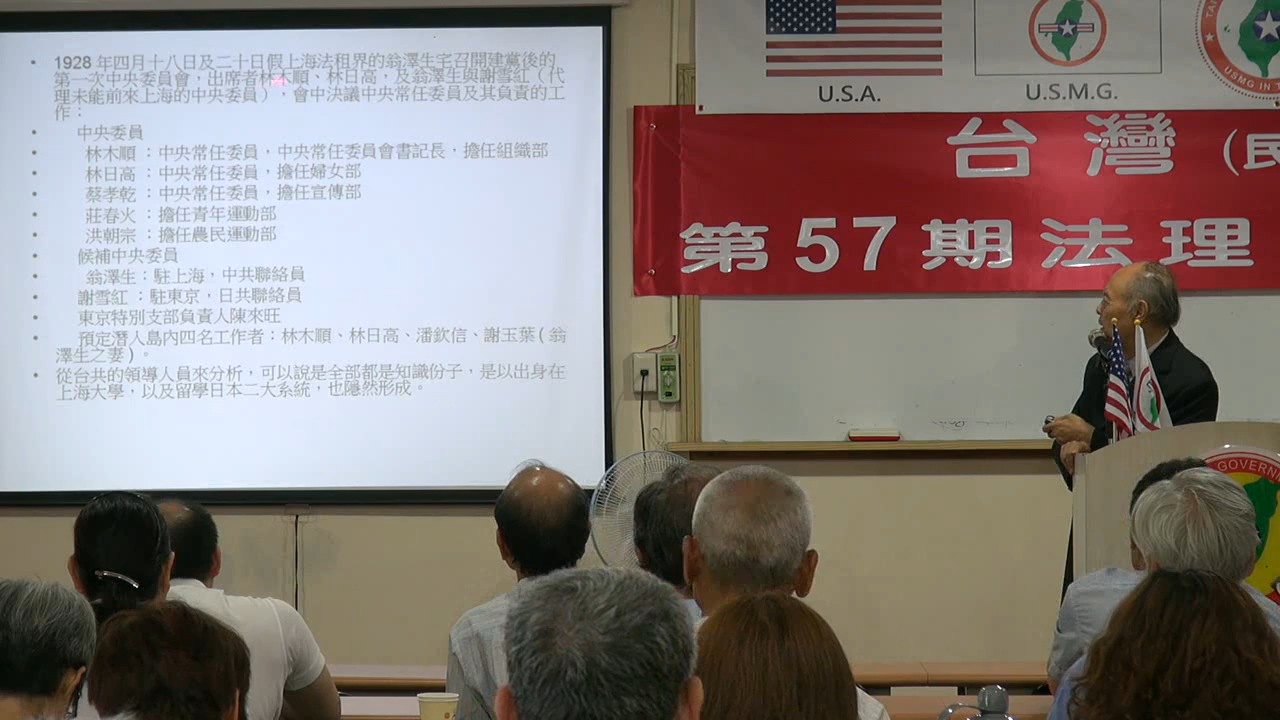 1928 年四月十八日及二十日假上海法租界的翁澤生宅召開建黨後的
第一次中央委員會，出席者林木順、林日高，及翁澤生與謝雪紅（代
理未能前來上海的中央委員），會中決議中央常任委員及其負責的工
作：
中央委員
林木順 ：中央常任委員，中央常任委員會書記長，擔任組織部
林日高 ：中央常任委員，擔任婦女部
蔡孝乾 ：中央常任委員，擔任宣傳部
莊春火 ：擔任青年運動部
洪朝宗 ：擔任農民運動部
候補中央委員
翁澤生：駐上海，中共聯絡員
謝雪紅 ：駐東京，日共聯絡員
東京特別支部負責人陳來旺
預定潛人島內四名工作者：林木順、林日高、潘欽信、謝玉葉 ( 翁
澤生之妻 ) 。
從台共的領導人員來分析，可以說是全部都是知識份子，是以出身在
上海大學，以及留學日本二大系統，也隱然形成。
U.S.A.
U.S.M.G.
USMG IN
台灣（民
第57期法理
GOVERN